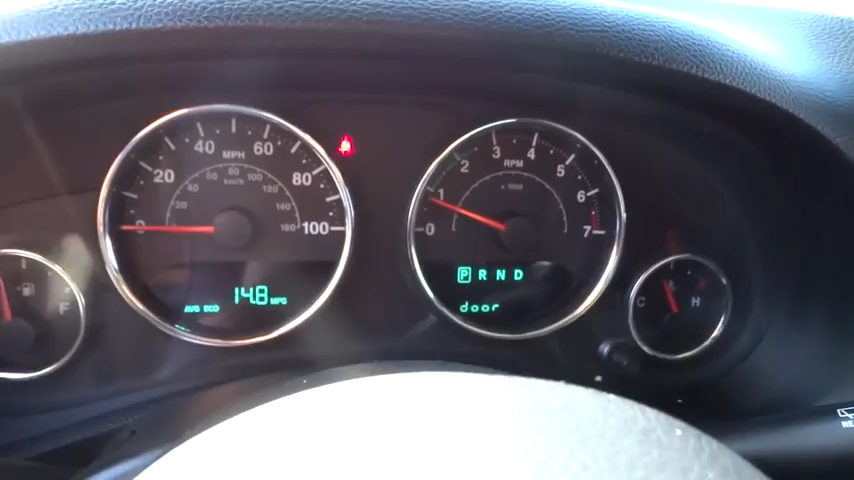 0 20 40 60 80 100
MPH
20 40 60 80 100 120 140 160
km/h
AVG ECO 14.8 MPG
0 1 2 3 4 5 6 7
RPM
x 1000
P R N D
door
F
C H